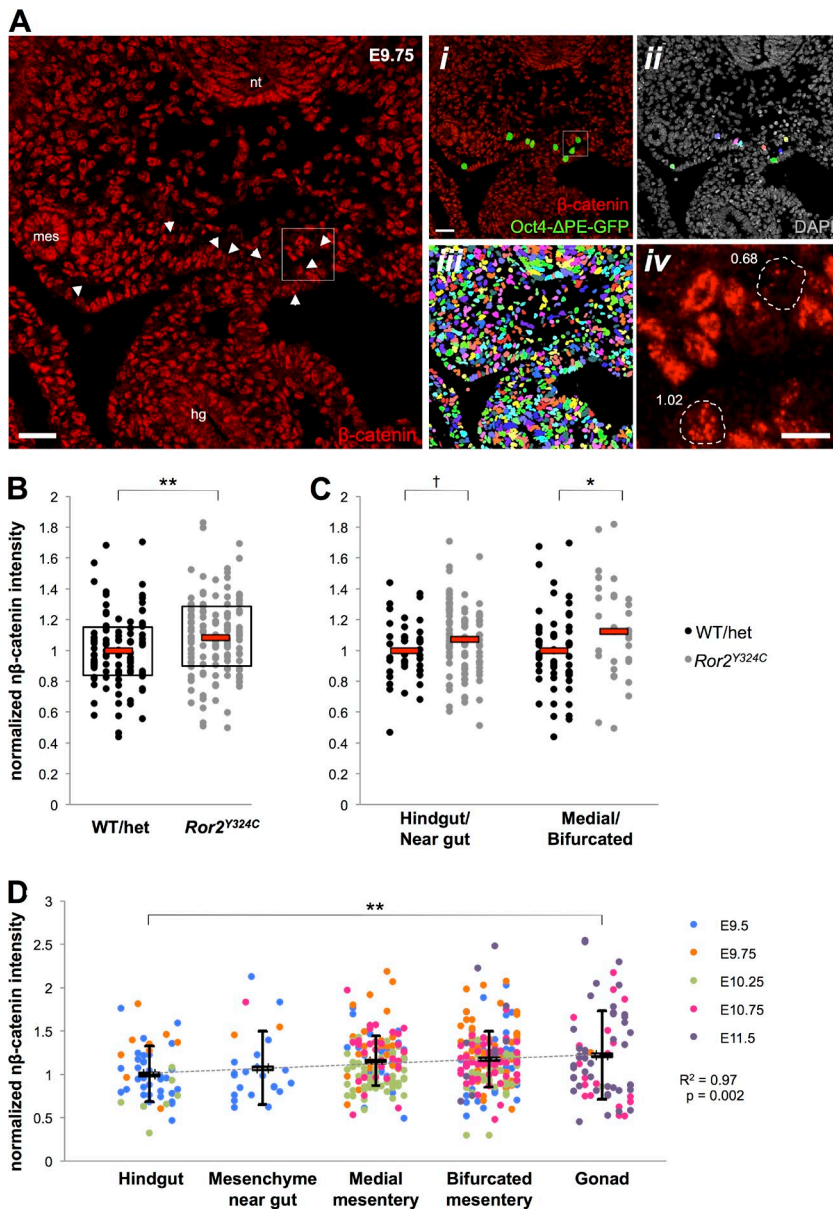 A
E9.75
nt
mes
hg
β-catenin
i
β-catenin
Oct4-ΔPE-GFP
ii
DAPI
iii
iv
0.68
1.02
B
**
normalized nβ-catenin intensity
2
1.8
1.6
1.4
1.2
1
0.8
0.6
0.4
0.2
0
WT/het
Ror2Y324C
C
†
*
2
1.8
1.6
1.4
1.2
1
0.8
0.6
0.4
0.2
0
Hindgut/
Near gut
Medial/
Bifurcated
WT/het
Ror2Y324C
D
**
normalized nβ-catenin intensity
3
2.5
2
1.5
1
0.5
0
Hindgut
Mesenchyme
near gut
Medial
mesentery
Bifurcated
mesentery
Gonad
E9.5
E9.75
E10.25
E10.75
E11.5
R² = 0.97
p = 0.002